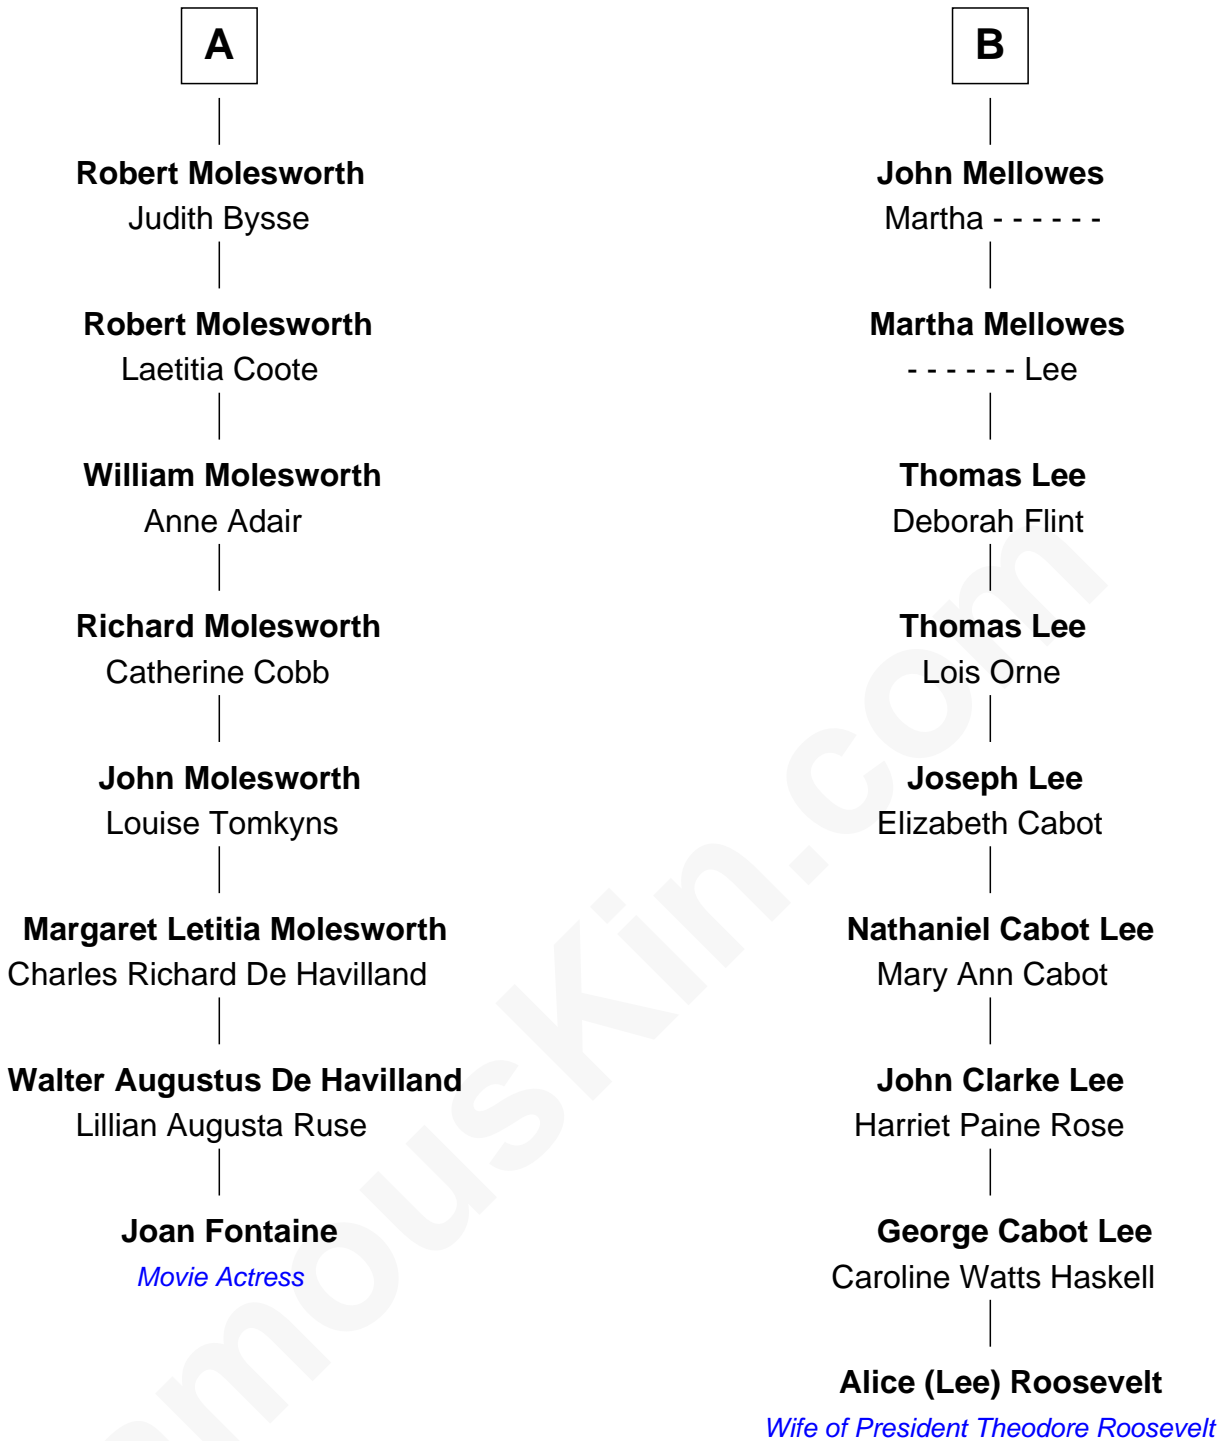 A
Robert Molesworth
Judith Bysse
Robert Molesworth
Laetitia Coote
William Molesworth
Anne Adair
Richard Molesworth
Catherine Cobb
John Molesworth
Louise Tomkyns
Margaret Letitia Molesworth
Charles Richard De Havilland
Walter Augustus De Havilland
Lillian Augusta Ruse
Joan Fontaine
Movie Actress
B
John Mellowes
Martha - - - - - -
Martha Mellowes
- - - - - - Lee
Thomas Lee
Deborah Flint
Thomas Lee
Lois Orne
Joseph Lee
Elizabeth Cabot
Nathaniel Cabot Lee
Mary Ann Cabot
John Clarke Lee
Harriet Paine Rose
George Cabot Lee
Caroline Watts Haskell
Alice (Lee) Roosevelt
Wife of President Theodore Roosevelt
amouskin.com